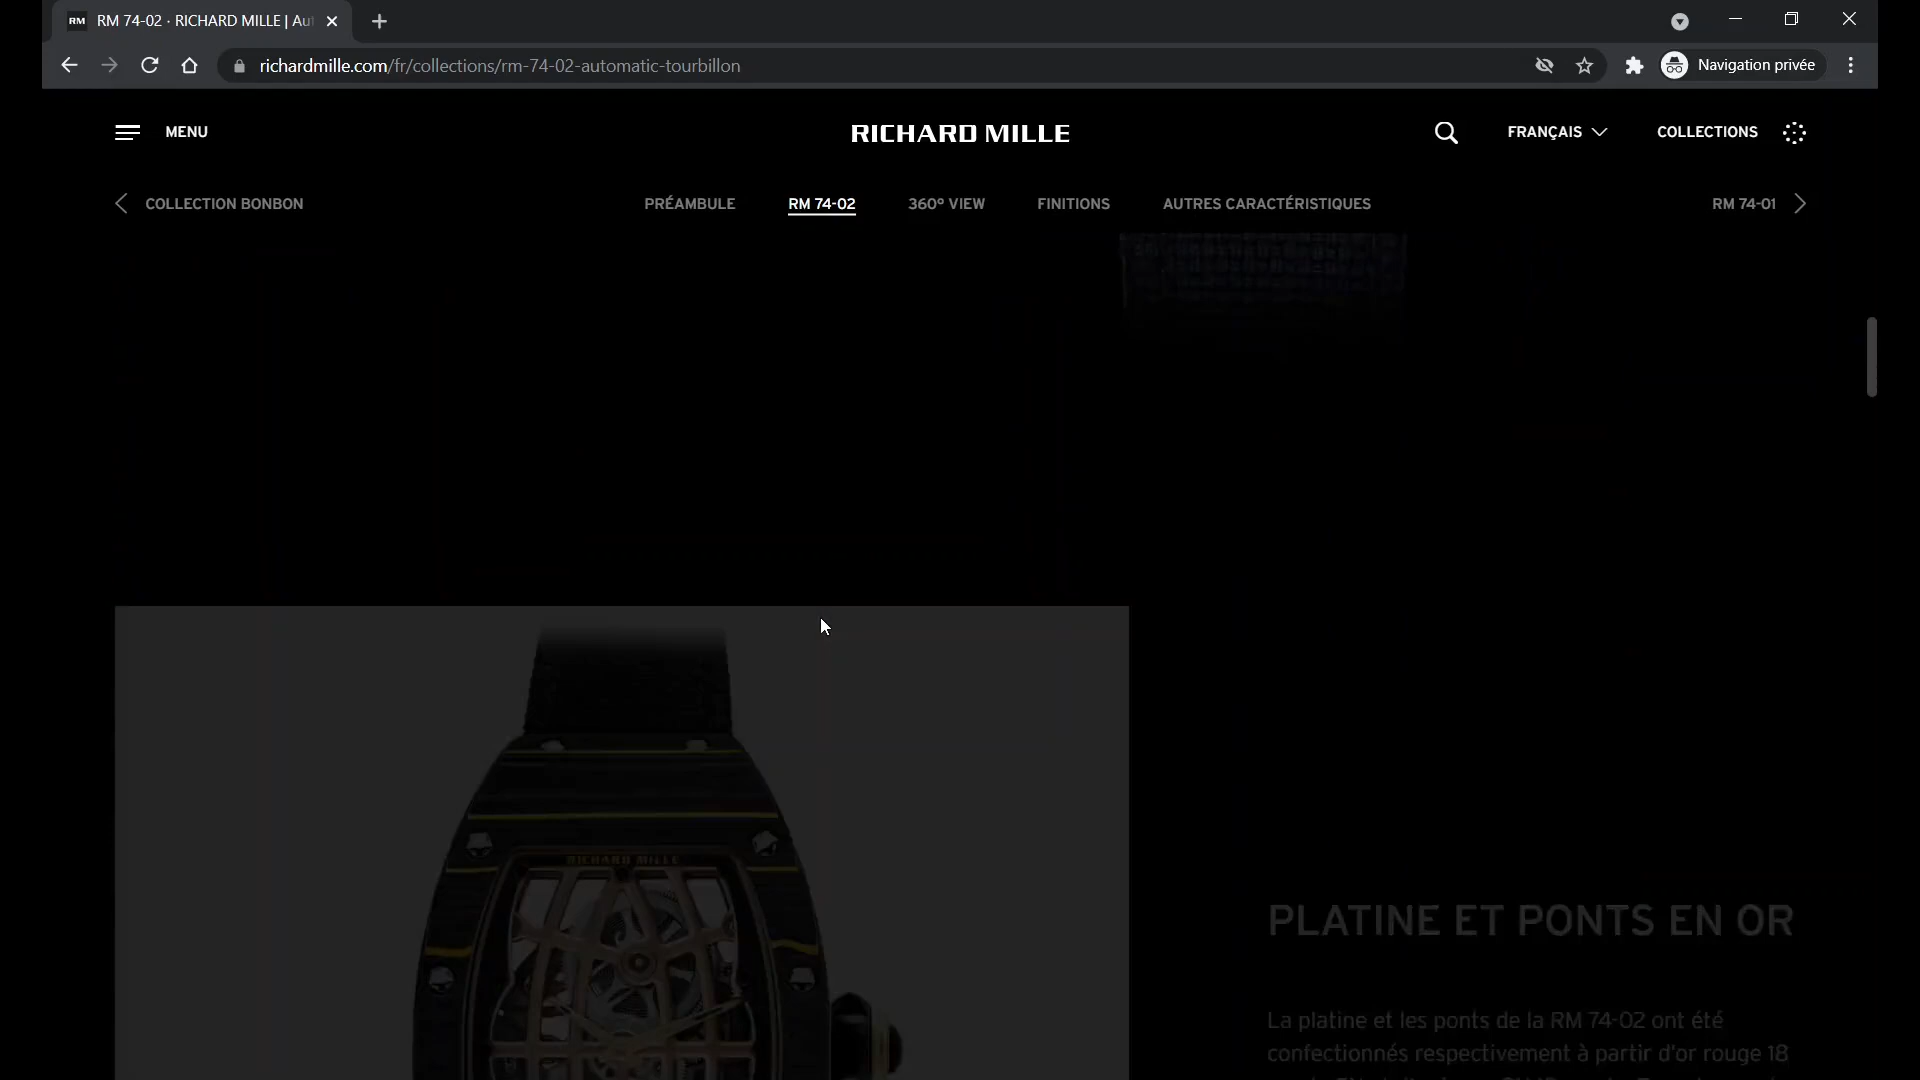 RM
RM 74-02 · RICHARD MILLE | Au
richardmille.com/fr/collections/rm-74-02-automatic-tourbillon
Navigation privée
MENU
RICHARD MILLE
FRANÇAIS
COLLECTIONS
COLLECTION BONBON
PRÉAMBULE
RM 74-02
360° VIEW
FINITIONS
AUTRES CARACTÉRISTIQUES
RM 74-01
RICHARD MILLE
PLATINE ET PONTS EN OR
La platine et les ponts de la RM 74-02 ont été
confectionnés respectivement à partir d'or rouge 18